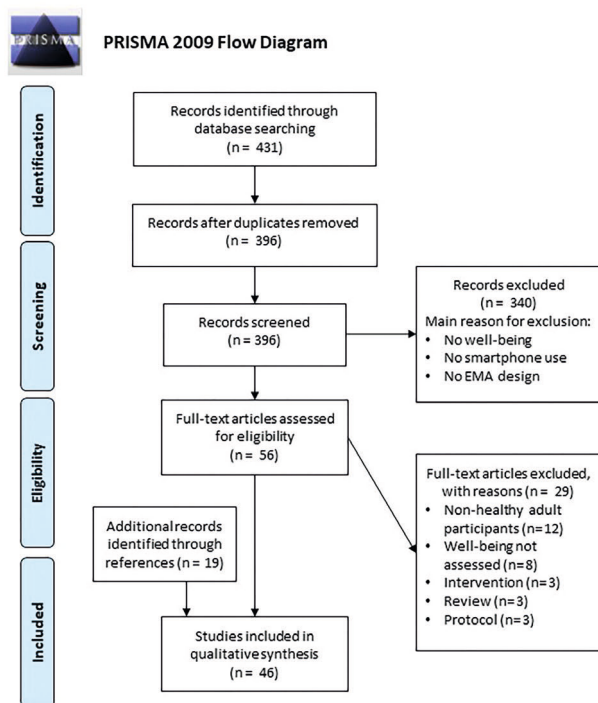 PRISMA
PRISMA 2009 Flow Diagram
Identification
Records identified through
database searching
(n = 431)
Records after duplicates removed
(n = 396)
Screening
Records screened
(n = 396)
Records excluded
(n = 340)
Main reason for exclusion:
• No well-being
• No smartphone use
• No EMA design
Eligibility
Full-text articles assessed
for eligibility
(n = 56)
Full-text articles excluded,
with reasons (n = 29)
• Non-healthy adult
participants (n=12)
• Well-being not
assessed (n=8)
• Intervention (n=3)
• Review (n=3)
• Protocol (n=3)
Additional records
identified through
references (n = 19)
Included
Studies included in
qualitative synthesis
(n = 46)